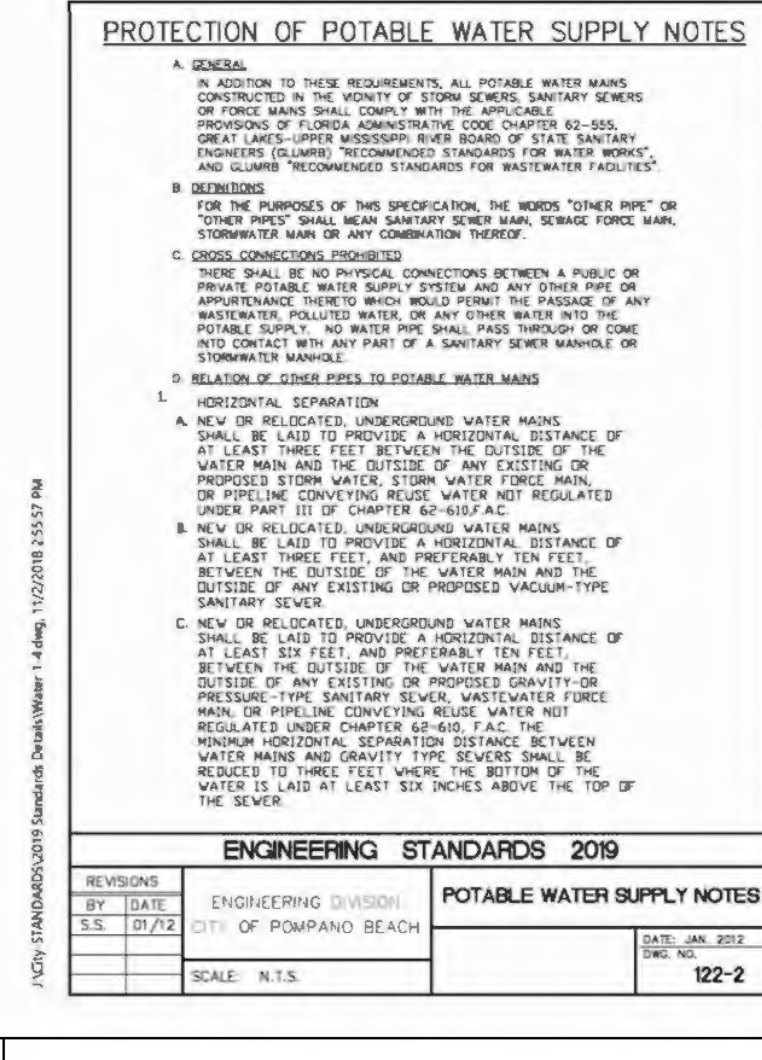 PROTECTION OF POTABLE WATER SUPPLY NOTES
A. GENERAL
IN ADDITION TO THESE REQUIREMENTS, ALL POTABLE WATER MAINS
CONSTRUCTED IN THE VICINITY OF STORM SEWERS, SANITARY SEWERS
OR FORCE MAINS SHALL COMPLY WITH THE APPLICABLE
PROVISIONS OF FLORIDA ADMINISTRATIVE CODE CHAPTER 62-555,
GREAT LAKES-UPPER MISSISSIPPI RIVER BOARD OF STATE SANITARY
ENGINEERS (GLUMRB) "RECOMMENDED STANDARDS FOR WATER WORKS",
AND GLUMRB "RECOMMENDED STANDARDS FOR WASTEWATER FACILITIES".
B. DEFINITIONS
FOR THE PURPOSES OF THIS SPECIFICATION, THE WORDS "OTHER PIPE" OR
"OTHER PIPES" SHALL MEAN SANITARY SEWER MAIN, SEWAGE FORCE MAIN,
STORMWATER MAIN OR ANY COMBINATION THEREOF.
C. CROSS CONNECTIONS PROHIBITED
THERE SHALL BE NO PHYSICAL CONNECTIONS BETWEEN A PUBLIC OR
PRIVATE POTABLE WATER SUPPLY SYSTEM AND ANY OTHER PIPE OR
APPURTENANCE THERETO WHICH WOULD PERMIT THE PASSAGE OF ANY
WASTEWATER, POLLUTED WATER, OR ANY OTHER WATER INTO THE
POTABLE SUPPLY. NO WATER PIPE SHALL PASS THROUGH OR COME
INTO CONTACT WITH ANY PART OF A SANITARY SEWER MANHOLE OR
STORMWATER MANHOLE.
D. RELATION OF OTHER PIPES TO POTABLE WATER MAINS
1. HORIZONTAL SEPARATION
A. NEW OR RELOCATED, UNDERGROUND WATER MAINS
SHALL BE LAID TO PROVIDE A HORIZONTAL DISTANCE OF
AT LEAST THREE FEET BETWEEN THE OUTSIDE OF THE
WATER MAIN AND THE OUTSIDE OF ANY EXISTING OR
PROPOSED STORM WATER, STORM WATER FORCE MAIN,
OR PIPELINE CONVEYING REUSE WATER NOT REGULATED
UNDER PART III OF CHAPTER 62-610,F.A.C.
B. NEW OR RELOCATED, UNDERGROUND WATER MAINS
SHALL BE LAID TO PROVIDE A HORIZONTAL DISTANCE OF
AT LEAST THREE FEET, AND PREFERABLY TEN FEET,
BETWEEN THE OUTSIDE OF THE WATER MAIN AND THE
OUTSIDE OF ANY EXISTING OR PROPOSED VACUUM-TYPE
SANITARY SEWER.
C. NEW OR RELOCATED, UNDERGROUND WATER MAINS
SHALL BE LAID TO PROVIDE A HORIZONTAL DISTANCE OF
AT LEAST SIX FEET, AND PREFERABLY TEN FEET,
BETWEEN THE OUTSIDE OF THE WATER MAIN AND THE
OUTSIDE OF ANY EXISTING OR PROPOSED GRAVITY-OR
PRESSURE-TYPE SANITARY SEWER, WASTEWATER FORCE
MAIN, OR PIPELINE CONVEYING REUSE WATER NOT
REGULATED UNDER CHAPTER 62-610, F.A.C. THE
MINIMUM HORIZONTAL SEPARATION DISTANCE BETWEEN
WATER MAINS AND GRAVITY TYPE SEWERS SHALL BE
REDUCED TO THREE FEET WHERE THE BOTTOM OF THE
WATER IS LAID AT LEAST SIX INCHES ABOVE THE TOP OF
THE SEWER.
J:\City STANDARDS\2019 Standards Details\Water 1-4.dwg, 11/2/2018 2:55:57 PM
ENGINEERING STANDARDS 2019
REVISIONS
BY DATE
S.S. 01/12
ENGINEERING DIVISION
CITY OF POMPANO BEACH
SCALE: N.T.S.
POTABLE WATER SUPPLY NOTES
DATE: JAN. 2012
DWG. NO.
122-2